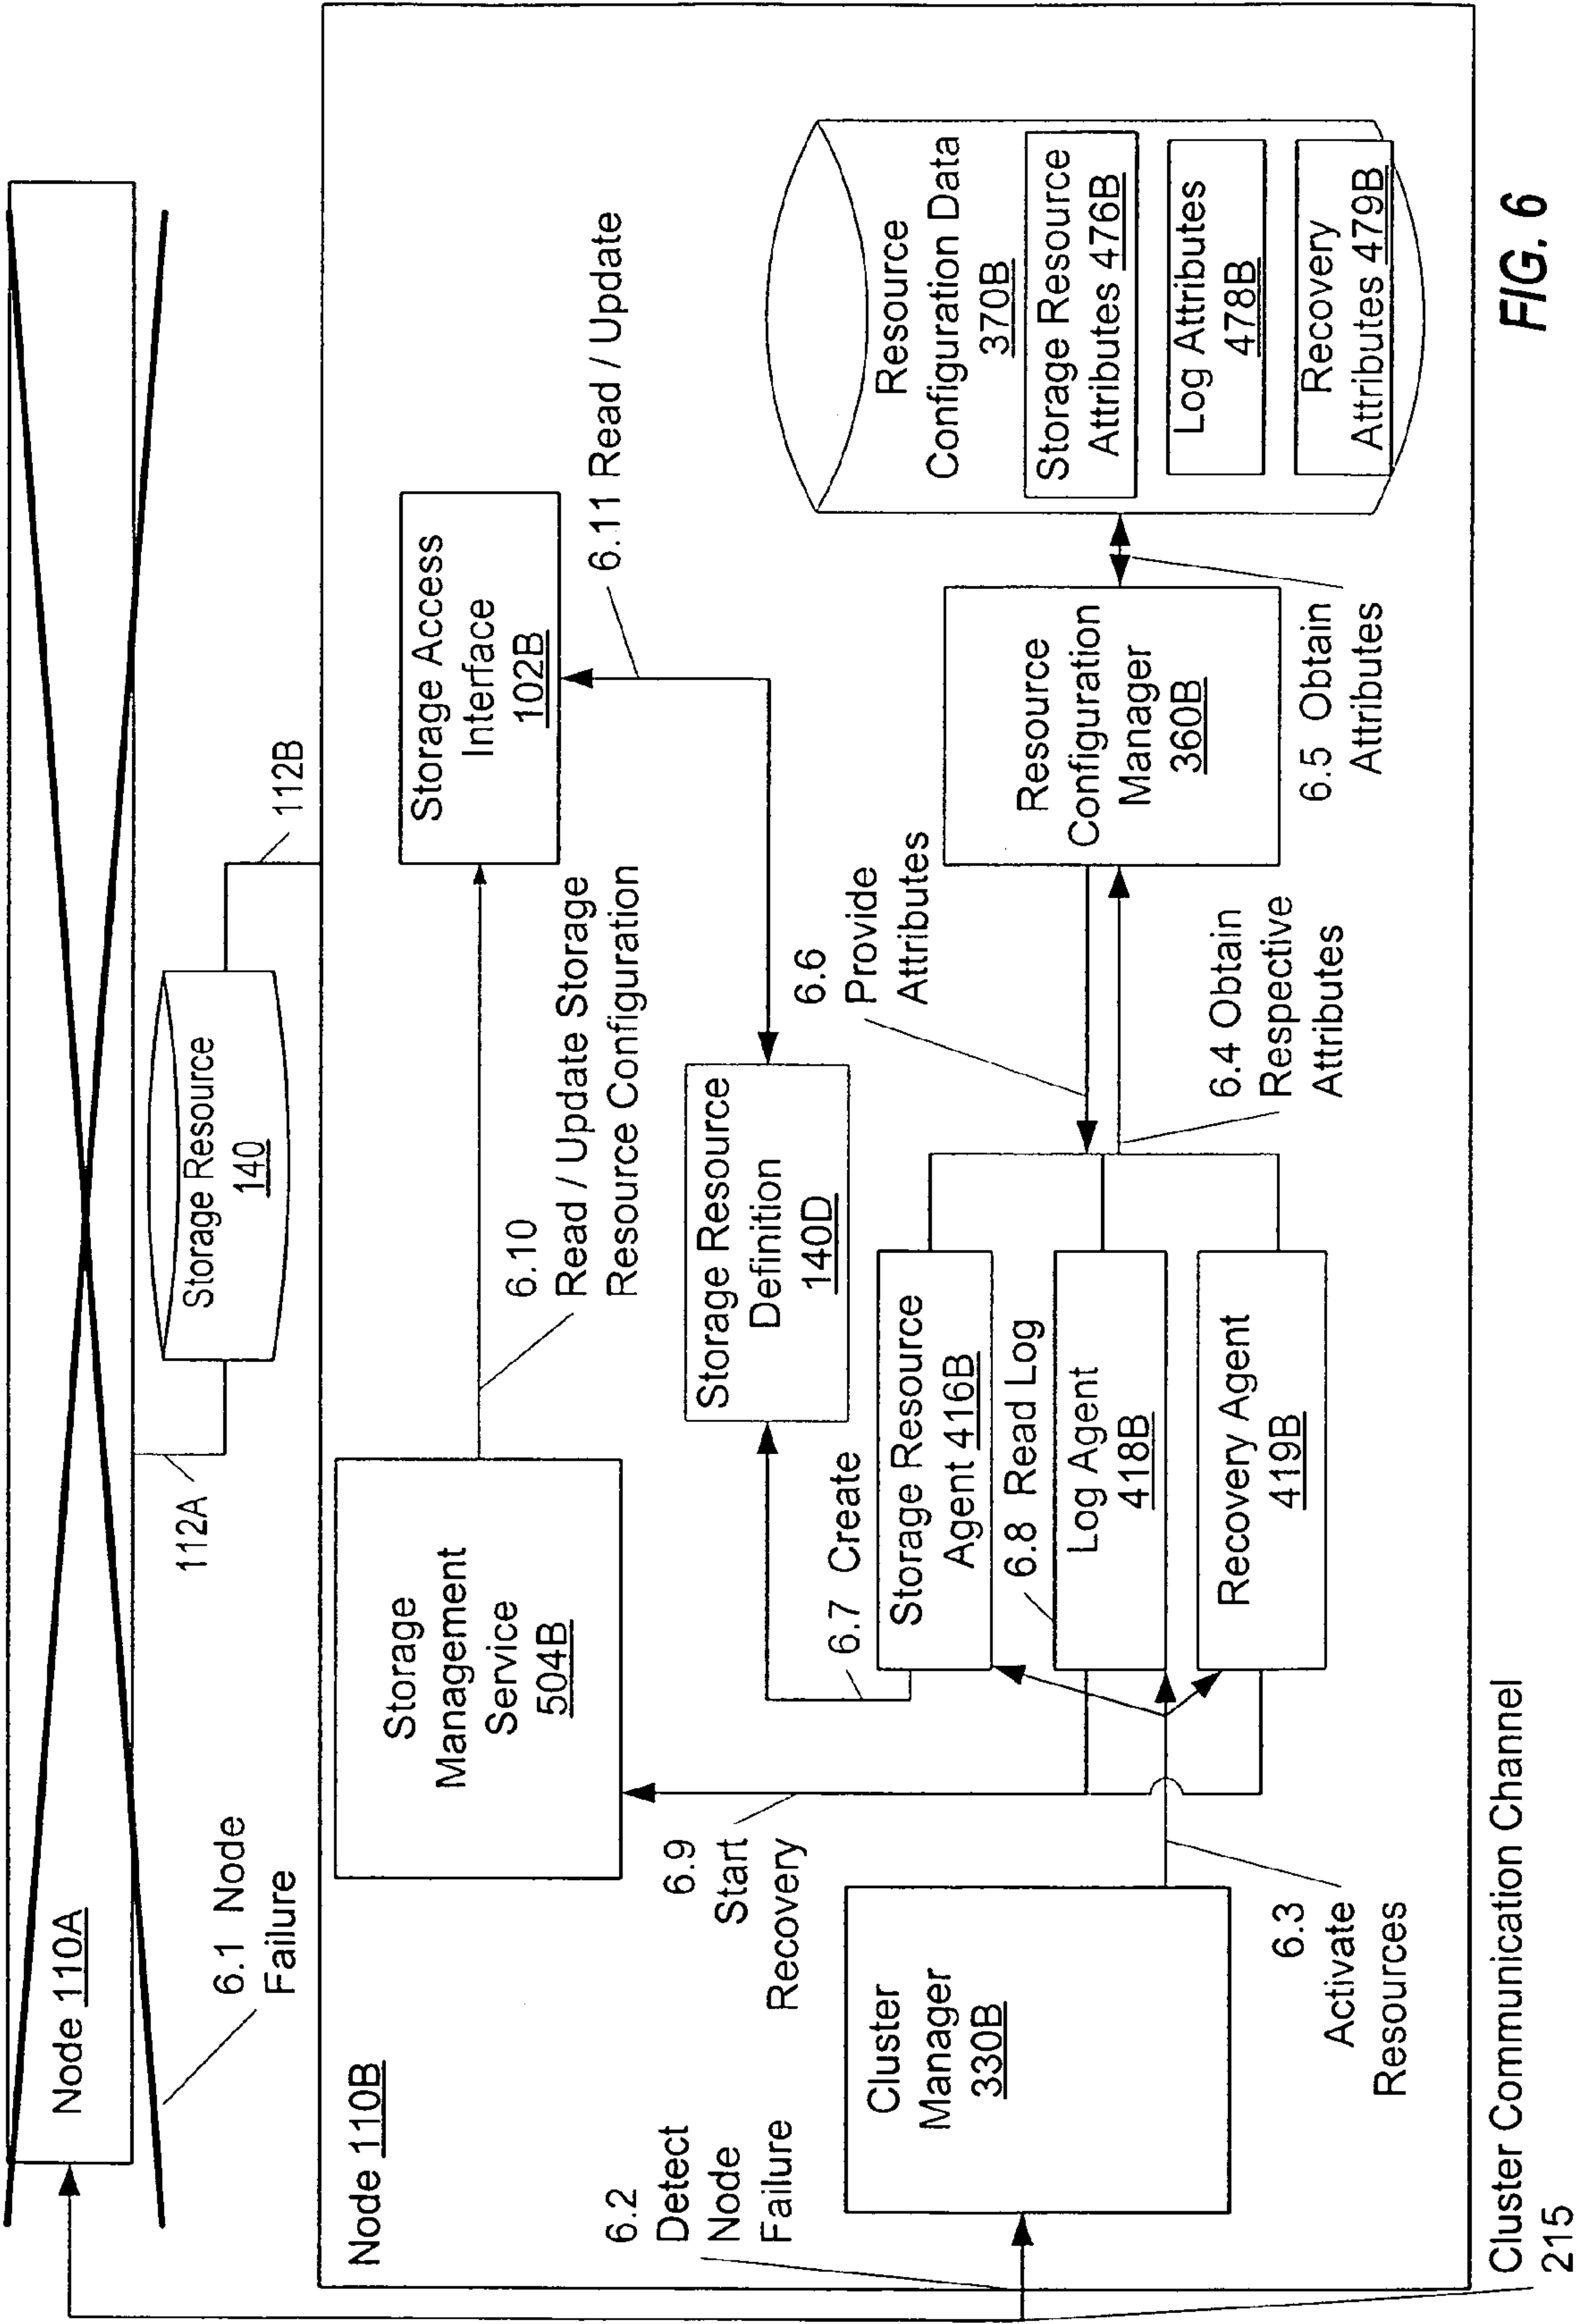 Node 110A
6.1 Node
Failure
112A
Storage Resource
140
112B
Node 110B
Storage
Management
Service
504B
6.10
Read / Update Storage
Resource Configuration
Storage Access
Interface
102B
6.11 Read / Update
6.2
Detect
Node
Failure
Cluster
Manager
330B
6.9
Start
Recovery
6.3
Activate
Resources
6.7 Create
Storage Resource
Definition
140D
Storage Resource
Agent 416B
6.8 Read Log
Log Agent
418B
Recovery Agent
419B
6.6
Provide
Attributes
6.4 Obtain
Respective
Attributes
Resource
Configuration
Manager
360B
6.5 Obtain
Attributes
Resource
Configuration Data
370B
Storage Resource
Attributes 476B
Log Attributes
478B
Recovery
Attributes 479B
Cluster Communication Channel
215
FIG. 6